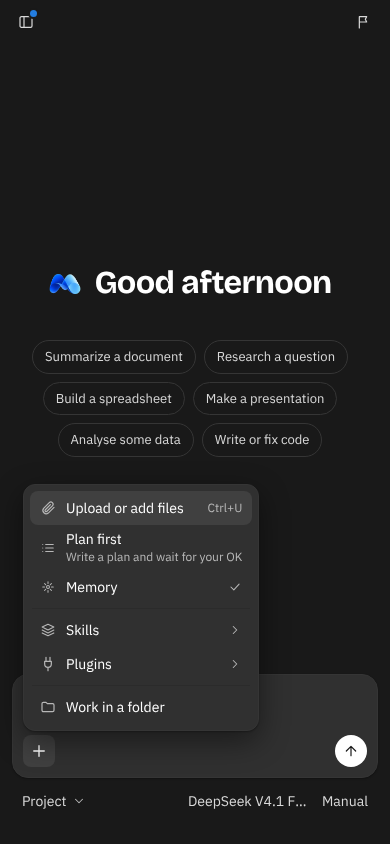 Good afternoon
Summarize a document
Research a question
Build a spreadsheet
Make a presentation
Analyse some data
Write or fix code
Upload or add files Ctrl+U
Plan first
Write a plan and wait for your OK
Memory
Skills
Plugins
Work in a folder
Project DeepSeek V4.1 F... Manual